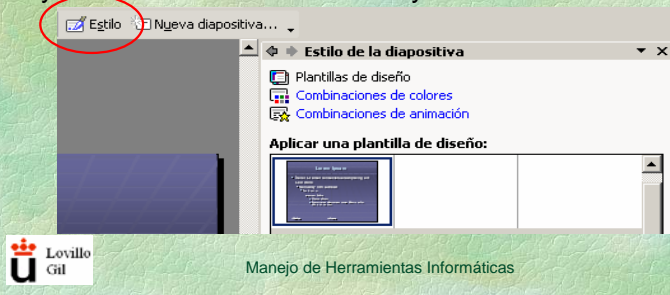 Estilo Nueva diapositiva...
Estilo de la diapositiva
Plantillas de diseño
Combinaciones de colores
Combinaciones de animación
Aplicar una plantilla de diseño:
Lovillo
Gil
Manejo de Herramientas Informáticas